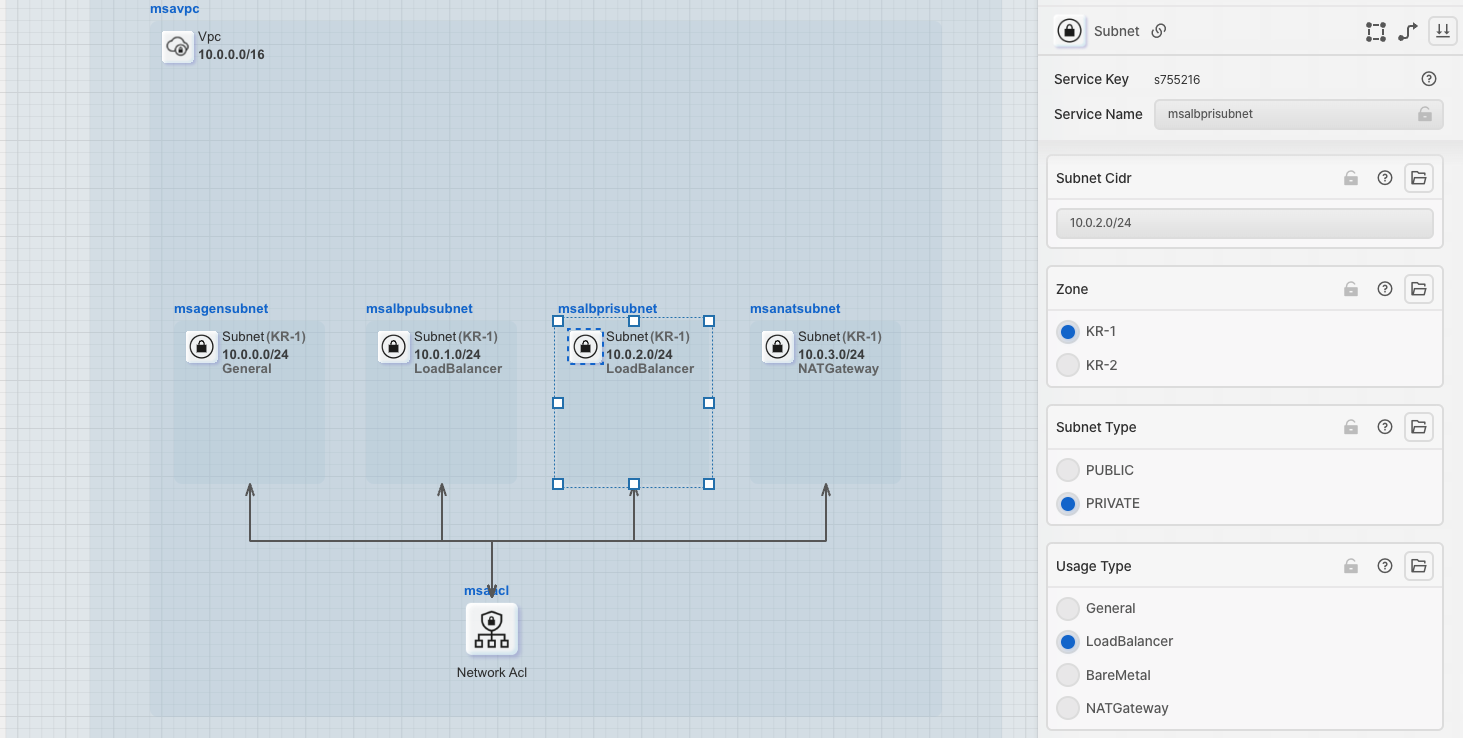 msavpc
Vpc
10.0.0.0/16
msagensubnet
Subnet (KR-1)
10.0.0.0/24
General
msalbpubsubnet
Subnet (KR-1)
10.0.1.0/24
LoadBalancer
msalbprisubnet
Subnet (KR-1)
10.0.2.0/24
LoadBalancer
msanatsubnet
Subnet (KR-1)
10.0.3.0/24
NATGateway
Network Acl
Subnet
Service Key s755216
Service Name msalbprisubnet
Subnet Cidr
10.0.2.0/24
Zone
KR-1
KR-2
Subnet Type
PUBLIC
PRIVATE
Usage Type
General
LoadBalancer
BareMetal
NATGateway